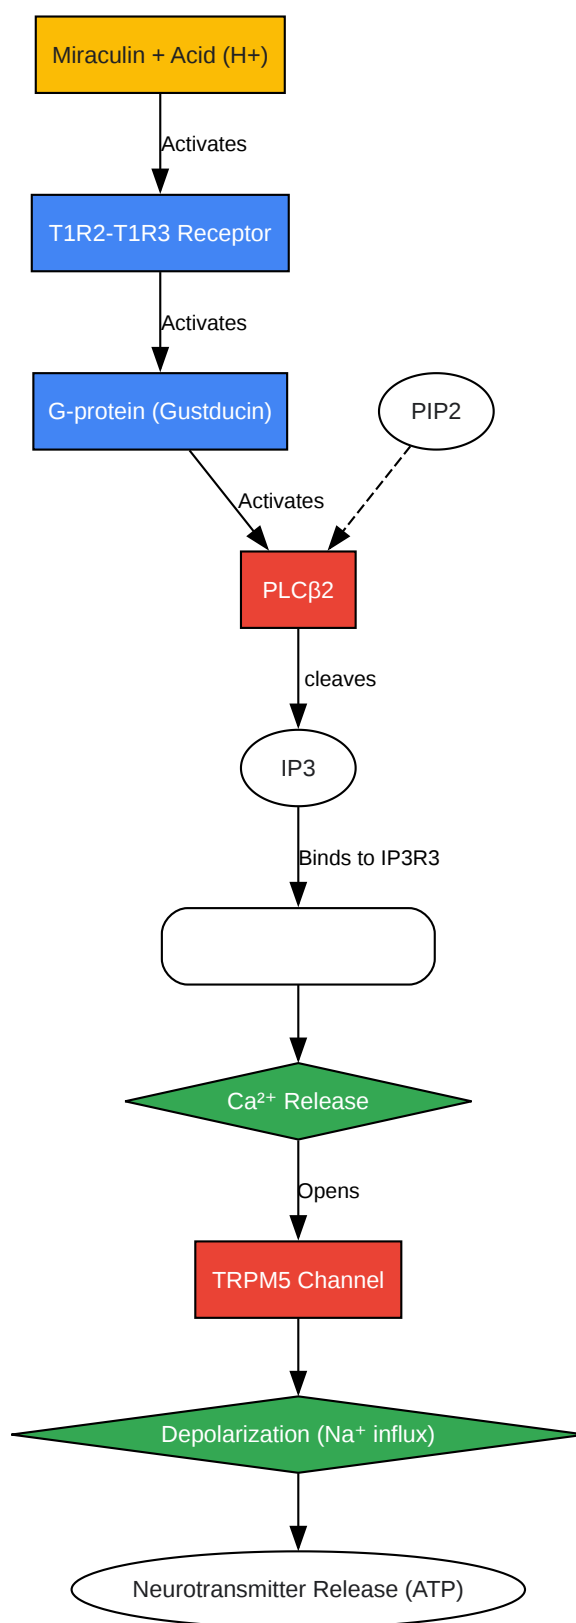 Miraculin + Acid (H+)
Activates
T1R2-T1R3 Receptor
Activates
G-protein (Gustducin)
PIP2
Activates
PLCβ2
cleaves
IP3
Binds to IP3R3
Ca²⁺ Release
Opens
TRPM5 Channel
Depolarization (Na⁺ influx)
Neurotransmitter Release (ATP)